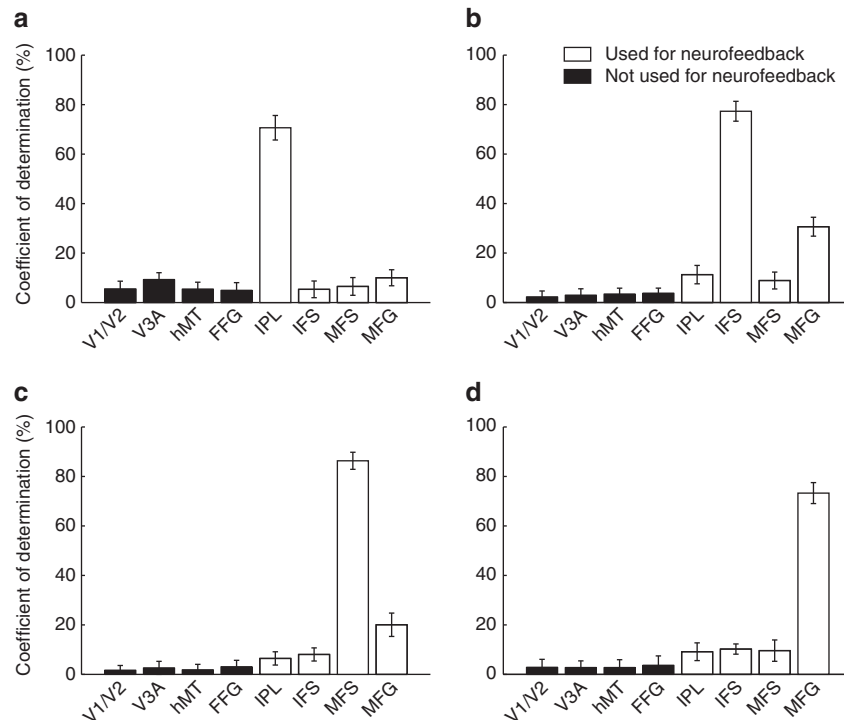 a
Coefficient of determination (%)
100
80
60
40
20
0
V1/V2 V3A hMT FFG IPL IFS MFS MFG
b
Used for neurofeedback
Not used for neurofeedback
100
80
60
40
20
0
V1/V2 V3A hMT FFG IPL IFS MFS MFG
c
Coefficient of determination (%)
100
80
60
40
20
0
V1/V2 V3A hMT FFG IPL IFS MFS MFG
d
100
80
60
40
20
0
V1/V2 V3A hMT FFG IPL IFS MFS MFG